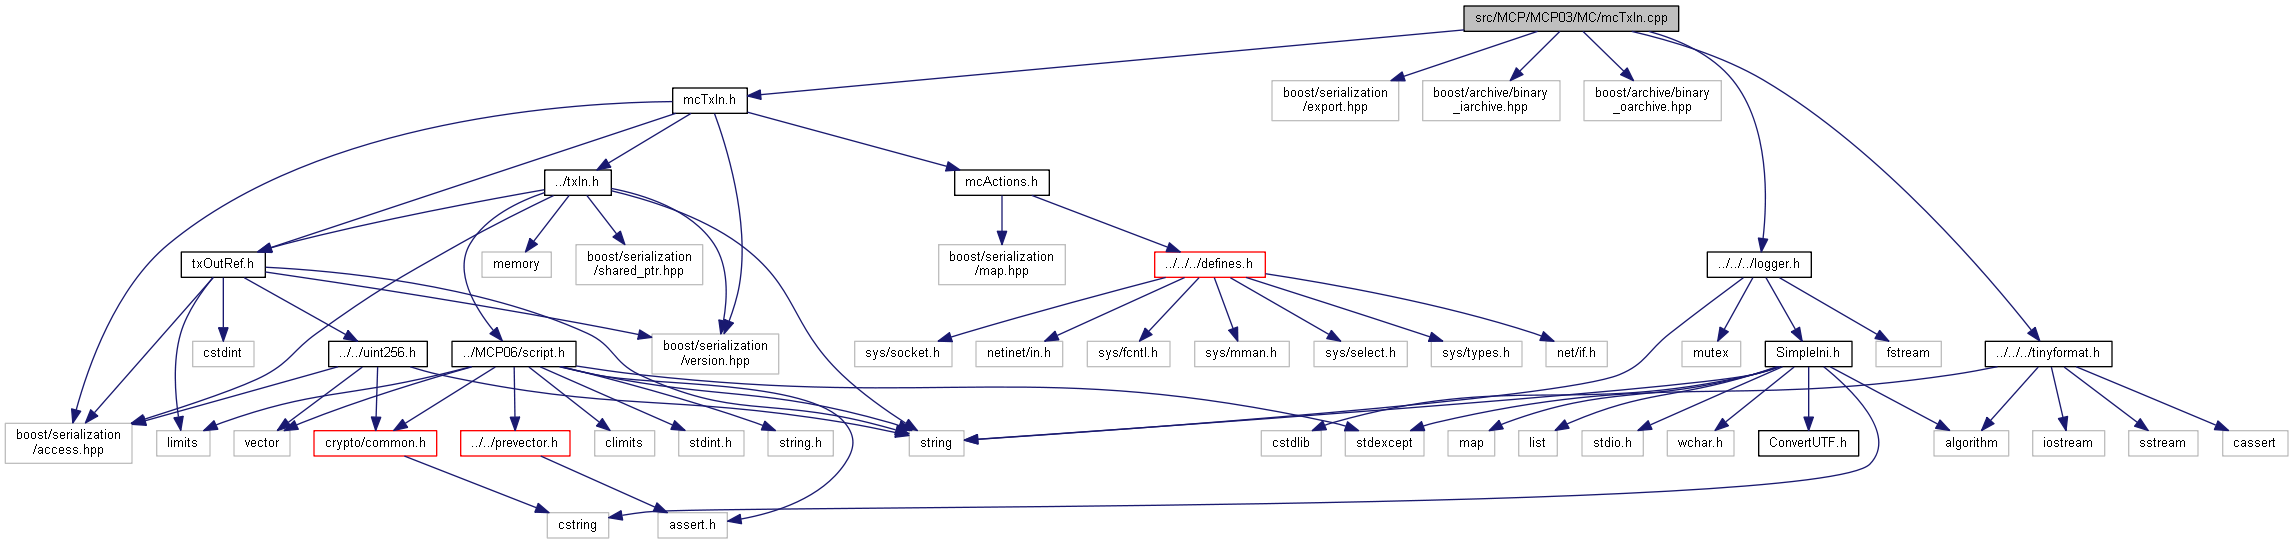 src/MCP/MCP03/MC/mcTxIn.cpp
mcTxIn.h
boost/serialization
/export.hpp
boost/archive/binary
_iarchive.hpp
boost/archive/binary
_oarchive.hpp
../txIn.h
mcActions.h
txOutRef.h
memory
boost/serialization
/shared_ptr.hpp
boost/serialization
/map.hpp
../../../defines.h
../../../logger.h
cstdint
../../uint256.h
../MCP06/script.h
boost/serialization
/version.hpp
sys/socket.h
netinet/in.h
sys/fcntl.h
sys/mman.h
sys/select.h
sys/types.h
net/if.h
mutex
SimpleIni.h
fstream
../../../tinyformat.h
boost/serialization
/access.hpp
limits
vector
crypto/common.h
../../prevector.h
climits
stdint.h
string.h
string
cstdlib
stdexcept
map
list
stdio.h
wchar.h
ConvertUTF.h
algorithm
iostream
sstream
cassert
cstring
assert.h